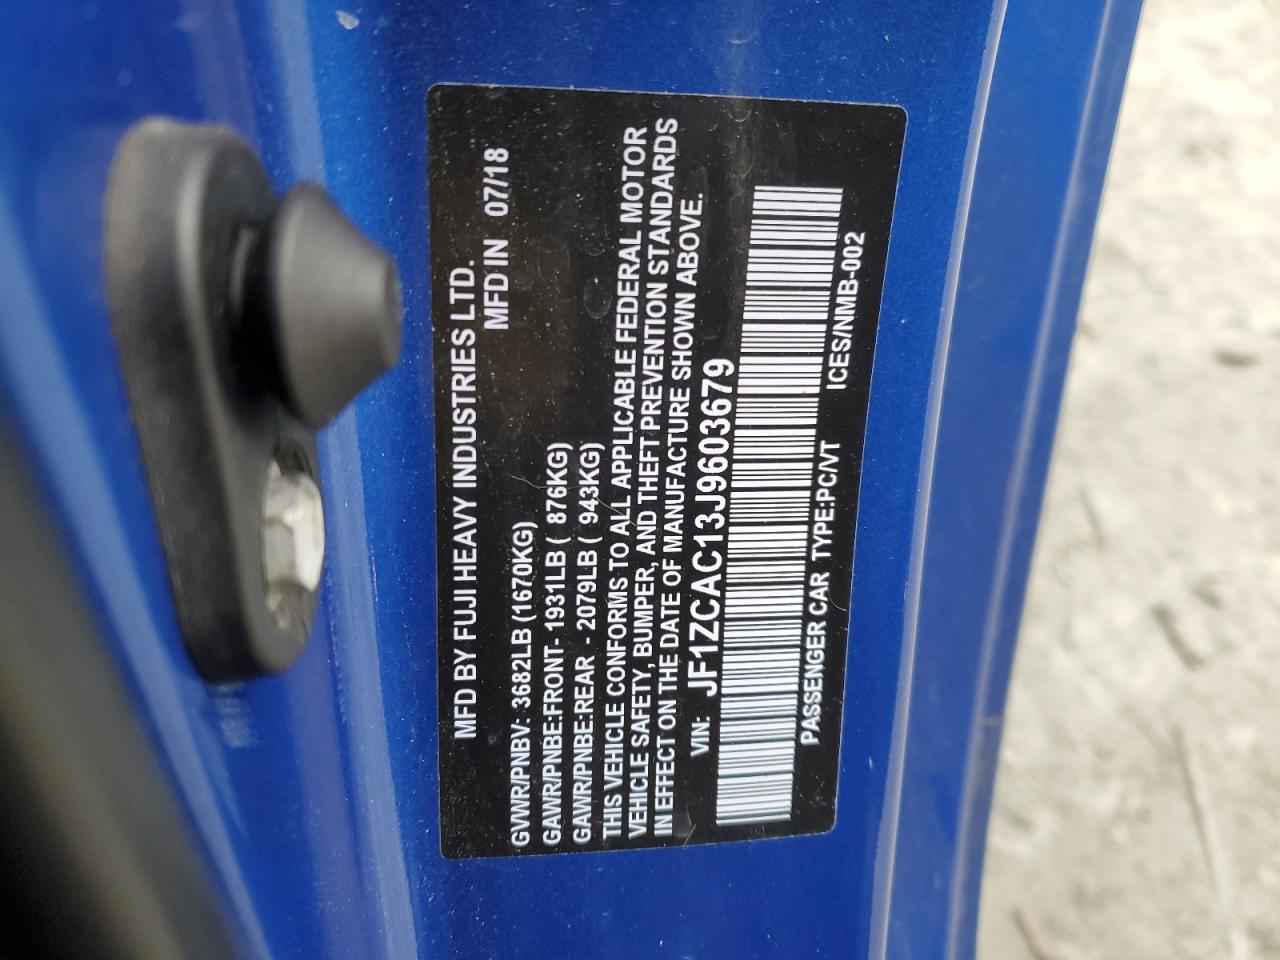 MFD BY FUJI HEAVY INDUSTRIES LTD.
MFD IN 07/18
GVWR/PNBV: 3682LB (1670KG)
GAWR/PNBE:FRONT- 1931LB ( 876KG)
GAWR/PNBE:REAR - 2079LB ( 943KG)
THIS VEHICLE CONFORMS TO ALL APPLICABLE FEDERAL MOTOR
VEHICLE SAFETY, BUMPER, AND THEFT PREVENTION STANDARDS
IN EFFECT ON THE DATE OF MANUFACTURE SHOWN ABOVE.
VIN: JF1ZCAC13J9603679
PASSENGER CAR TYPE:PC/VT ICES/NMB-002